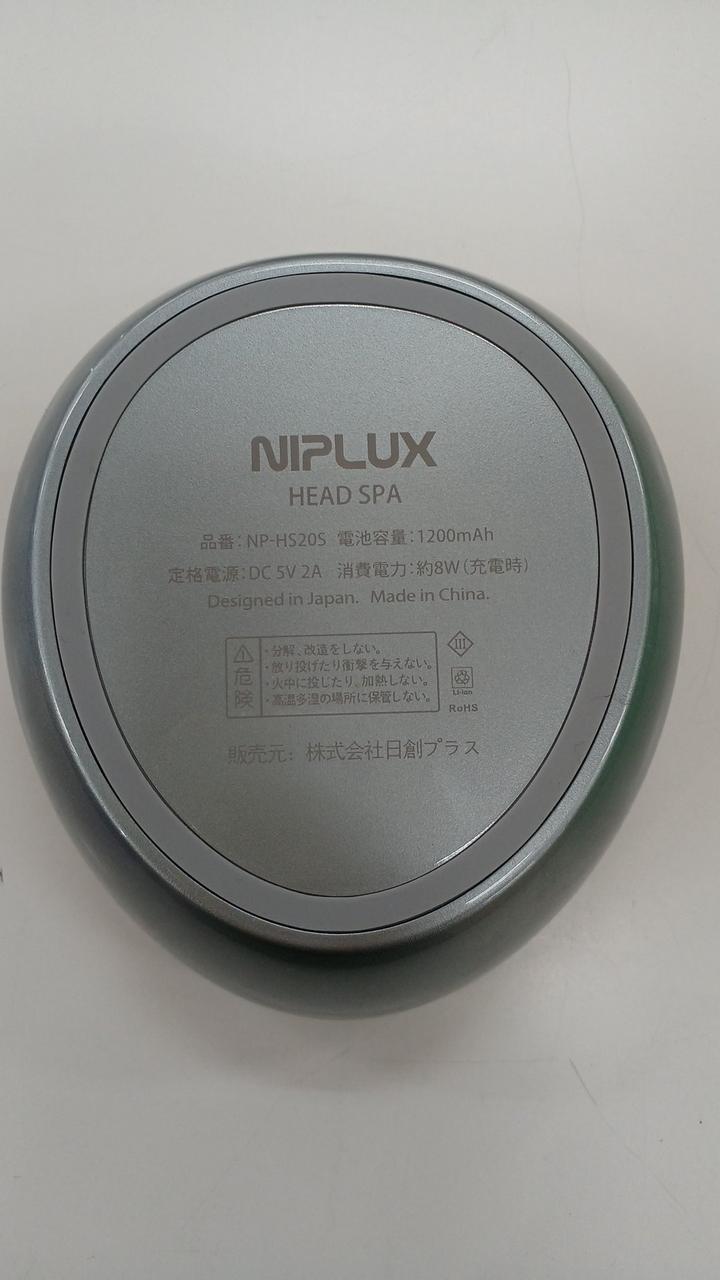 NIPLUX
HEAD SPA
品番:NP-HS20S 電池容量:1200mAh
定格電源:DC 5V 2A 消費電力:約8W(充電時)
Designed in Japan. Made in China.
危険
・分解、改造をしない。
・放り投げたり衝撃を与えない。
・火中に投じたり、加熱しない。
・高温多湿の場所に保管しない。
III
Li-ion
RoHS
販売元: 株式会社日創プラス